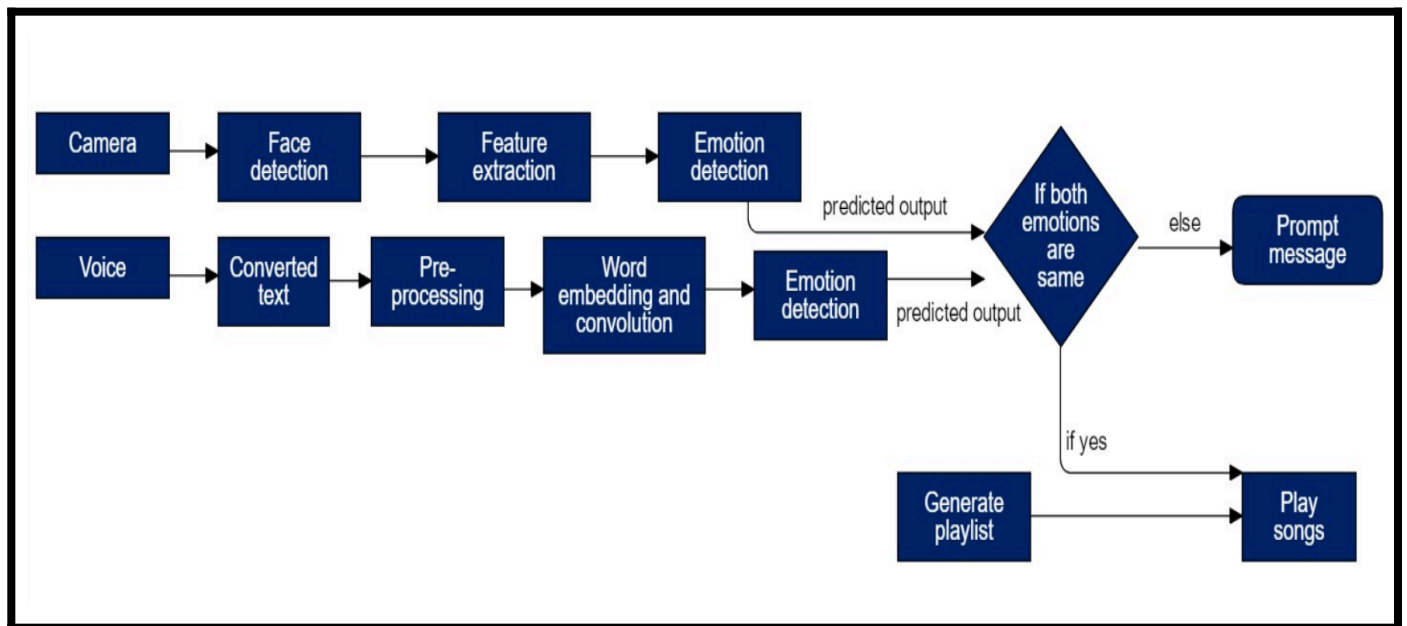 Camera
Face
detection
Feature
extraction
Emotion
detection
predicted output
Voice
Converted
text
Pre-
processing
Word
embedding and
convolution
Emotion
detection
predicted output
If both
emotions
are
same
else
Prompt
message
if yes
Generate
playlist
Play
songs